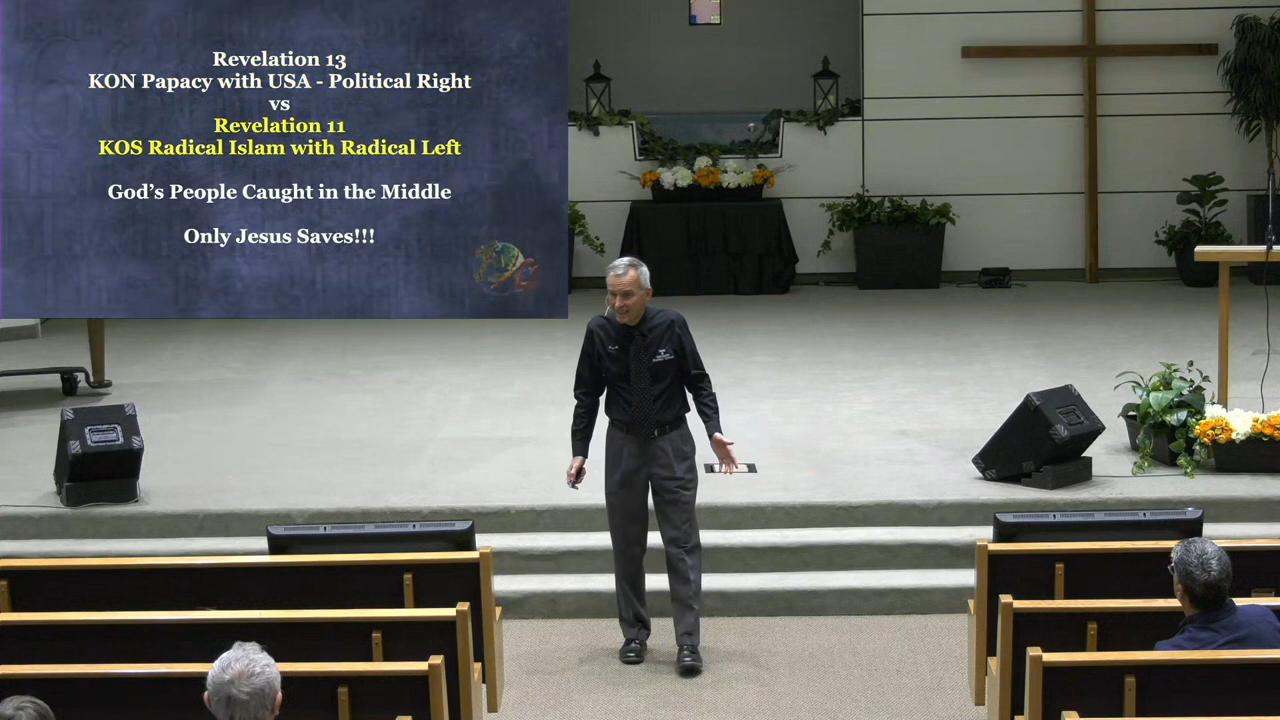 Revelation 13
KON Papacy with USA - Political Right
vs
Revelation 11
KOS Radical Islam with Radical Left
God's People Caught in the Middle
Only Jesus Saves!!!